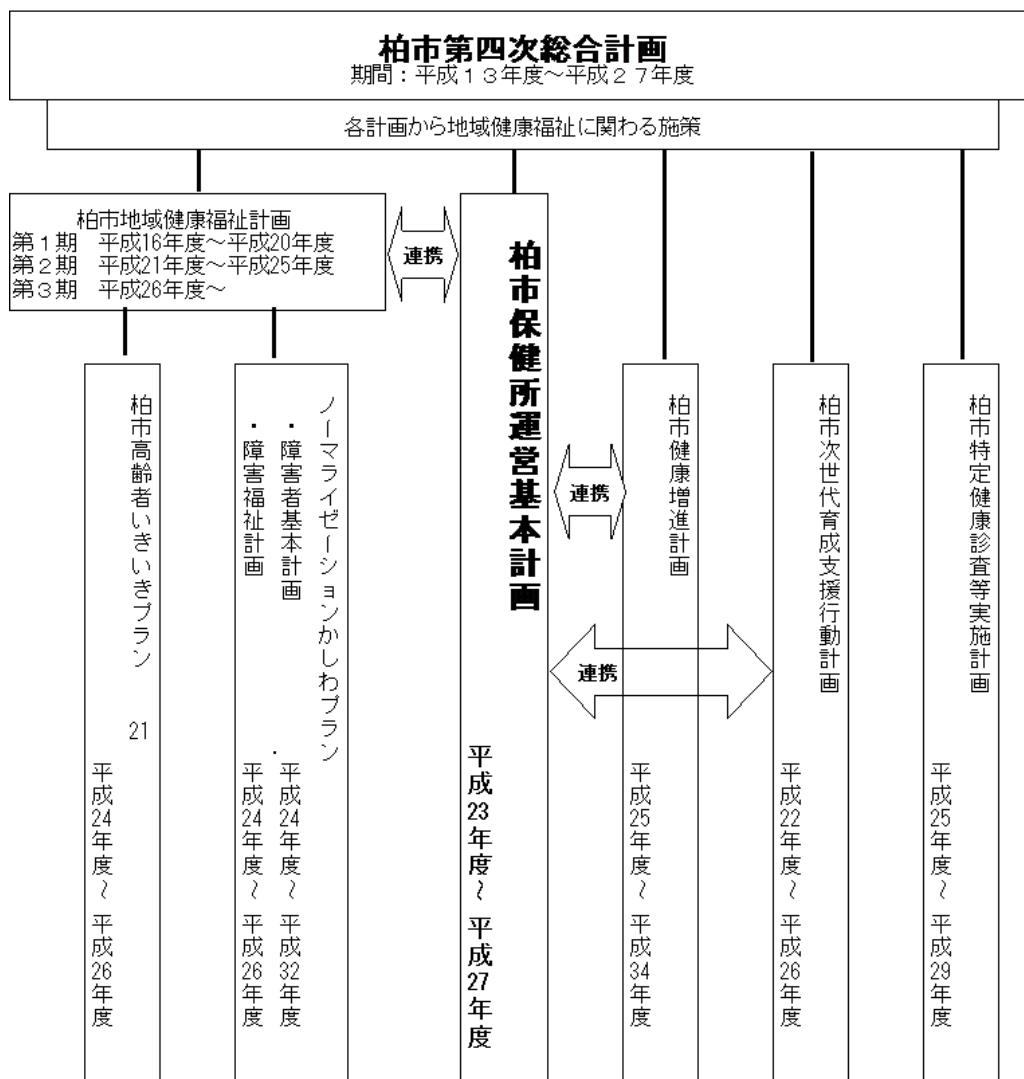 柏市第四次総合計画
期間：平成１３年度～平成２７年度
各計画から地域健康福祉に関わる施策
柏市地域健康福祉計画
第１期　平成16年度～平成20年度
第２期　平成21年度～平成25年度
第３期　平成26年度～
連携
柏市保健所運営基本計画
平成23年度～平成27年度
柏市高齢者いきいきプラン21
平成24年度～平成26年度
ノーマライゼーションかしわプラン
・障害者基本計画
平成24年度～平成32年度
・障害福祉計画
平成24年度～平成26年度
連携
柏市健康増進計画
平成25年度～平成34年度
連携
柏市次世代育成支援行動計画
平成22年度～平成26年度
柏市特定健康診査等実施計画
平成25年度～平成29年度